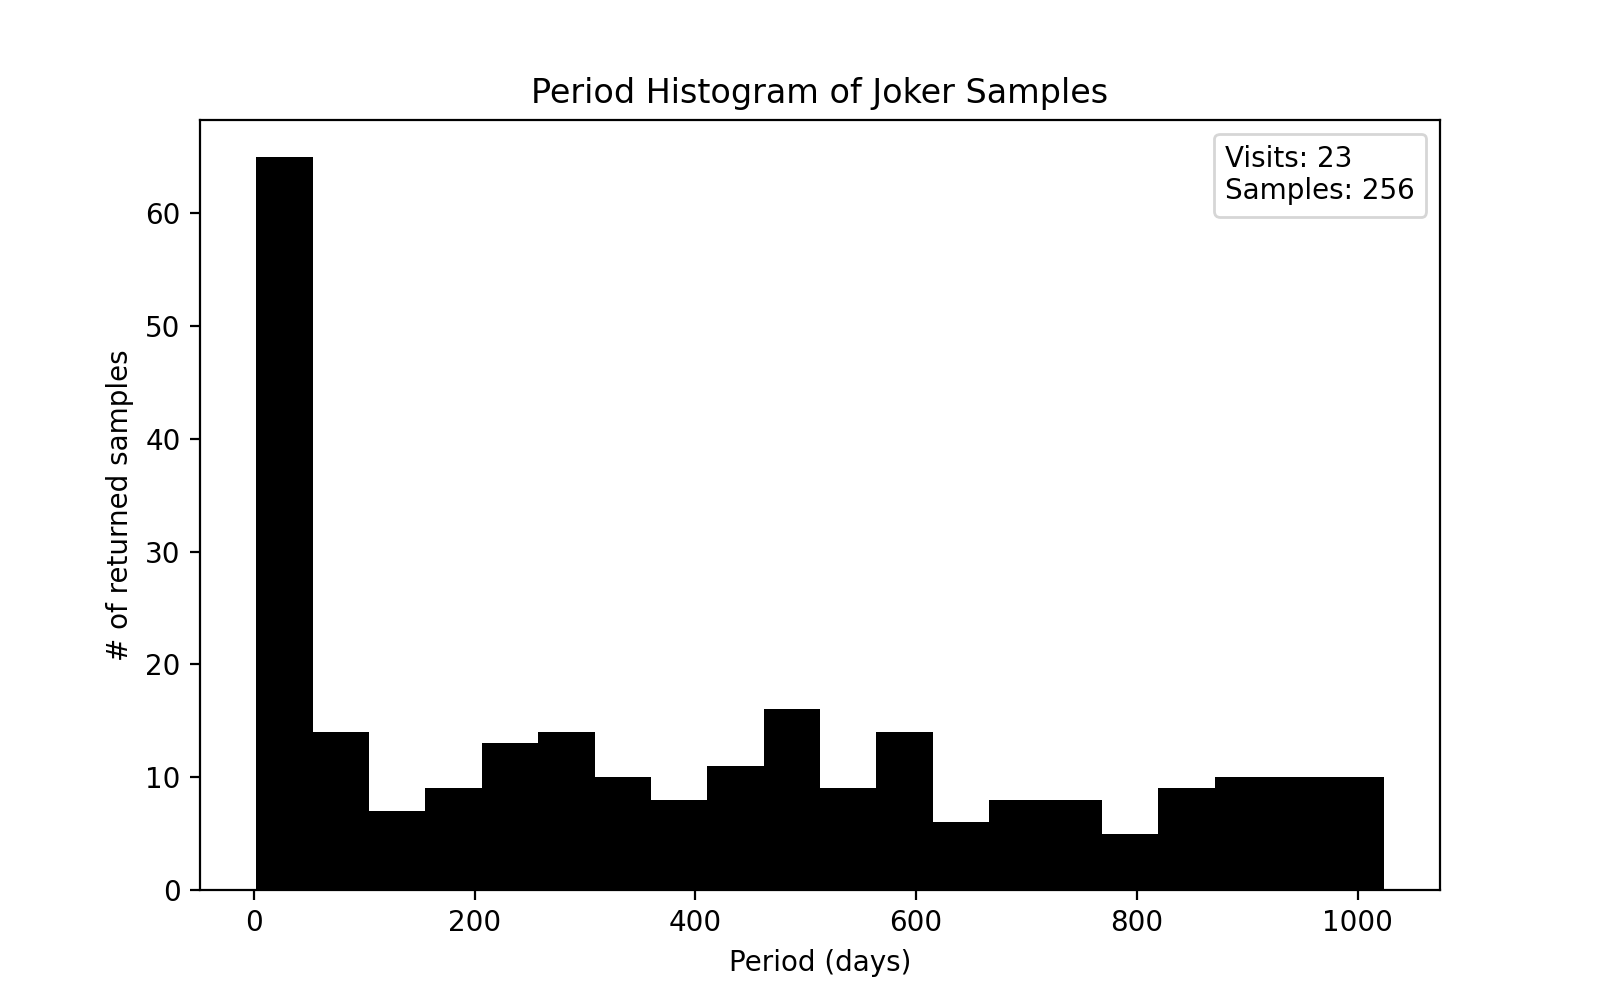 Period Histogram of Joker Samples
Visits: 23
Samples: 256
# of returned samples
60
50
40
30
20
10
0
0 200 400 600 800 1000
Period (days)